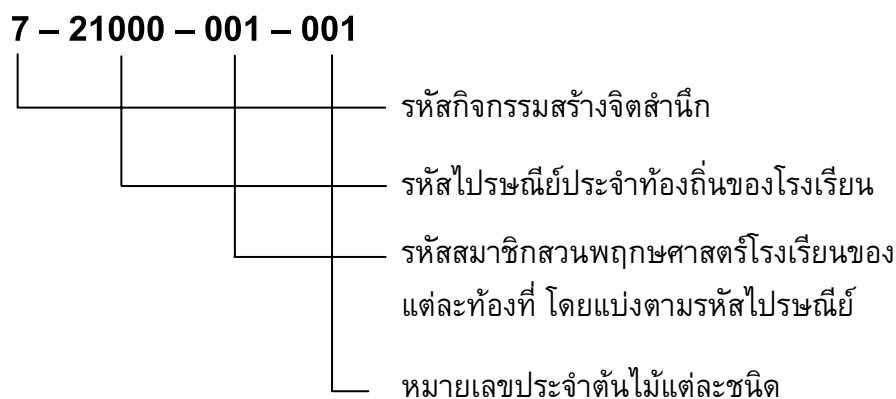 7 – 21000 – 001 – 001
รหัสกิจกรรมสร้างจิตสำนึก
รหัสไปรษณีย์ประจำท้องถิ่นของโรงเรียน
รหัสสมาชิกสวนพฤกษศาสตร์โรงเรียนของ
แต่ละท้องที่ โดยแบ่งตามรหัสไปรษณีย์
หมายเลขประจำต้นไม้แต่ละชนิด